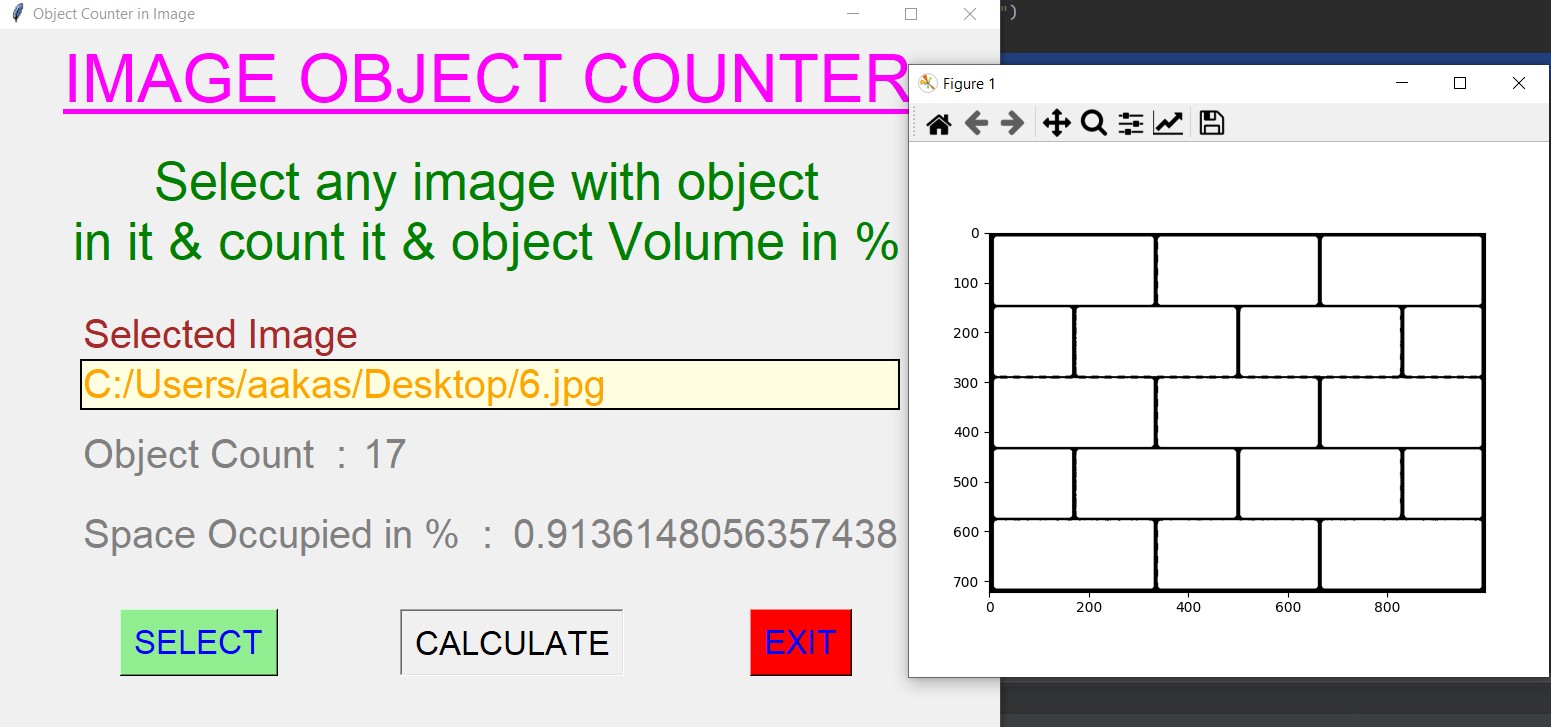 Object Counter in Image
")
IMAGE OBJECT COUNTER
Select any image with object
in it & count it & object Volume in %
Selected Image
C:/Users/aakas/Desktop/6.jpg
Object Count : 17
Space Occupied in % : 0.9136148056357438
SELECT
CALCULATE
EXIT
Figure 1
0
100
200
300
400
500
600
700
0
200
400
600
800